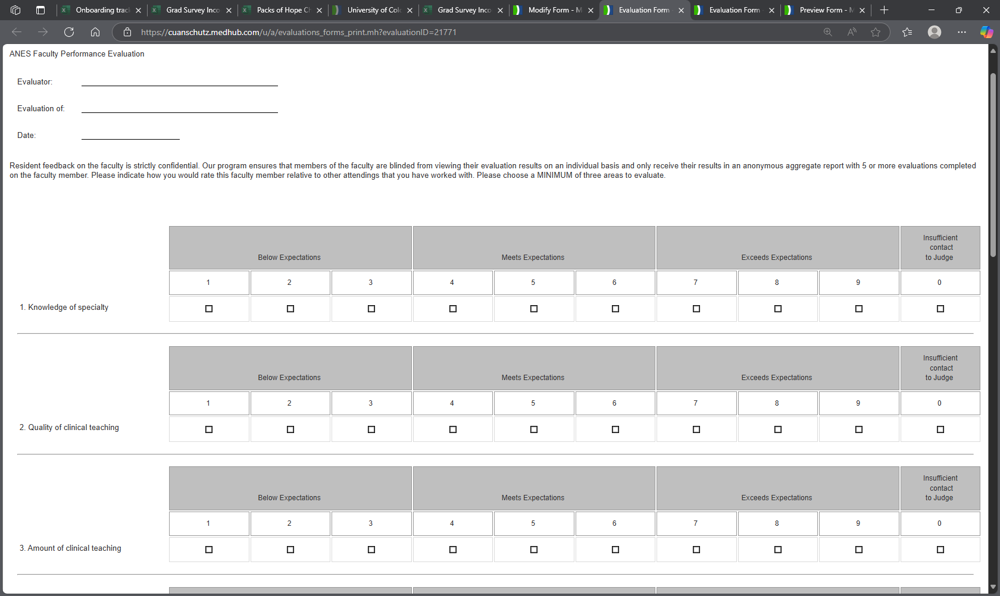 Onboarding trac
Grad Survey Inco
Packs of Hope Ch
University of Col
Grad Survey Inco
Modify Form - M
Evaluation Form
Evaluation Form
Preview Form - M
https://cuanschutz.medhub.com/u/a/evaluations_forms_print.mh?evaluationID=21771
ANES Faculty Performance Evaluation
Evaluator:
Evaluation of:
Date:
Resident feedback on the faculty is strictly confidential. Our program ensures that members of the faculty are blinded from viewing their evaluation results on an individual basis and only receive their results in an anonymous aggregate report with 5 or more evaluations completed
on the faculty member. Please indicate how you would rate this faculty member relative to other attendings that you have worked with. Please choose a MINIMUM of three areas to evaluate.
Below Expectations Meets Expectations Exceeds Expectations Insufficient contact to Judge
1 2 3 4 5 6 7 8 9 0
1. Knowledge of specialty
Below Expectations Meets Expectations Exceeds Expectations Insufficient contact to Judge
1 2 3 4 5 6 7 8 9 0
2. Quality of clinical teaching
Below Expectations Meets Expectations Exceeds Expectations Insufficient contact to Judge
1 2 3 4 5 6 7 8 9 0
3. Amount of clinical teaching